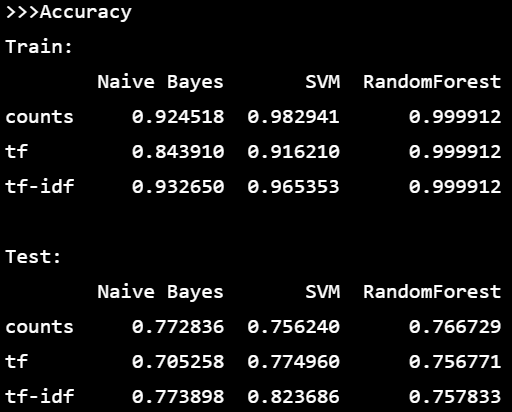 >>>Accuracy
Train:
Naive Bayes SVM RandomForest
counts 0.924518 0.982941 0.999912
tf 0.843910 0.916210 0.999912
tf-idf 0.932650 0.965353 0.999912
Test:
Naive Bayes SVM RandomForest
counts 0.772836 0.756240 0.766729
tf 0.705258 0.774960 0.756771
tf-idf 0.773898 0.823686 0.757833